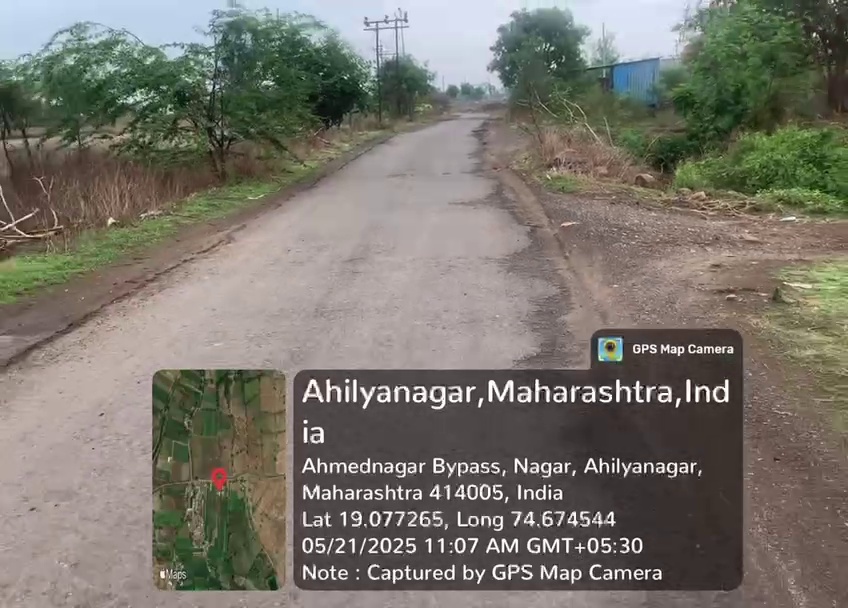 GPS Map Camera
Ahilyanagar,Maharashtra,Ind
ia
Ahmednagar Bypass, Nagar, Ahilyanagar,
Maharashtra 414005, India
Lat 19.077265, Long 74.674544
05/21/2025 11:07 AM GMT+05:30
Note : Captured by GPS Map Camera
Maps